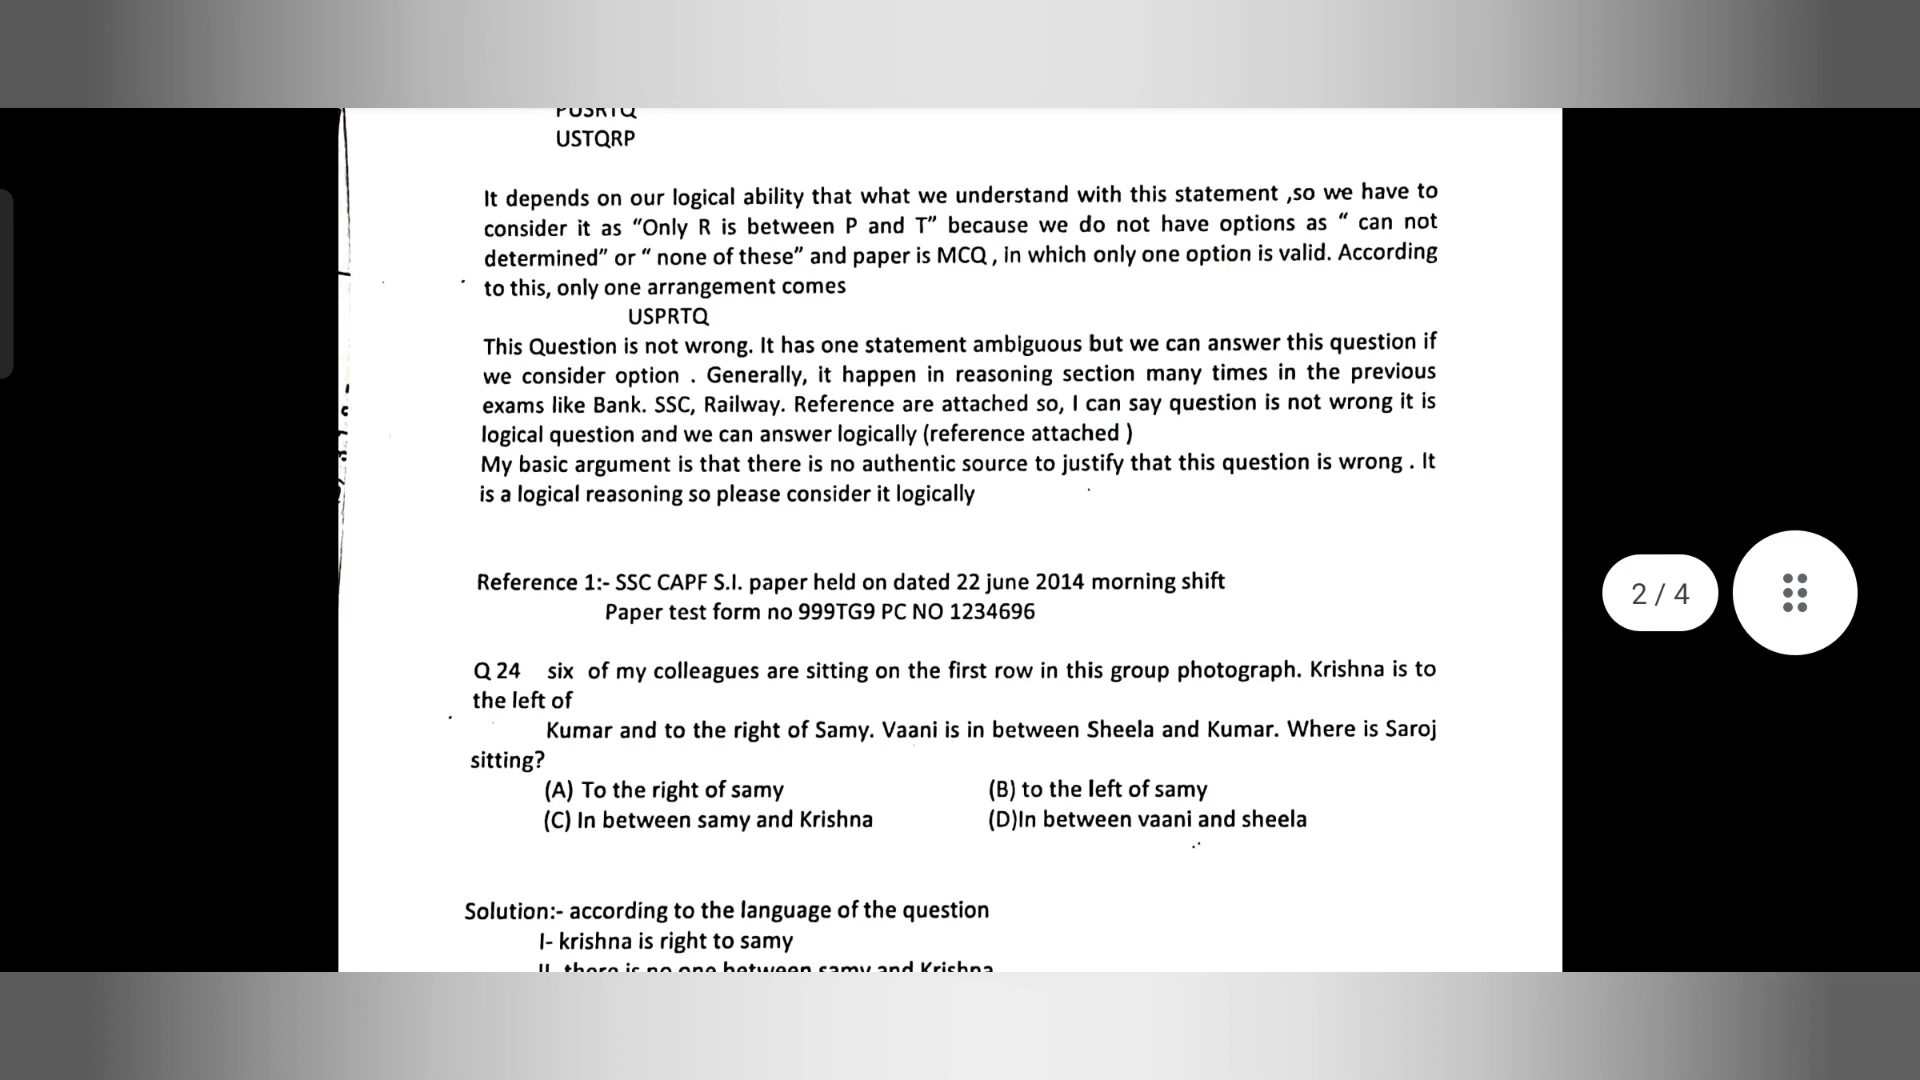 PUSRTQ
USTQRP
It depends on our logical ability that what we understand with this statement ,so we have to
consider it as “Only R is between P and T” because we do not have options as “ can not
determined” or “ none of these” and paper is MCQ , in which only one option is valid. According
to this, only one arrangement comes
USPRTQ
This Question is not wrong. It has one statement ambiguous but we can answer this question if
we consider option . Generally, it happen in reasoning section many times in the previous
exams like Bank. SSC, Railway. Reference are attached so, I can say question is not wrong it is
logical question and we can answer logically (reference attached )
My basic argument is that there is no authentic source to justify that this question is wrong . It
is a logical reasoning so please consider it logically
Reference 1:- SSC CAPF S.I. paper held on dated 22 june 2014 morning shift
Paper test form no 999TG9 PC NO 1234696
2 / 4
Q 24 six of my colleagues are sitting on the first row in this group photograph. Krishna is to
the left of
Kumar and to the right of Samy. Vaani is in between Sheela and Kumar. Where is Saroj
sitting?
(A) To the right of samy (B) to the left of samy
(C) In between samy and Krishna (D)In between vaani and sheela
Solution:- according to the language of the question
I- krishna is right to samy
II- there is no one between samy and Krishna